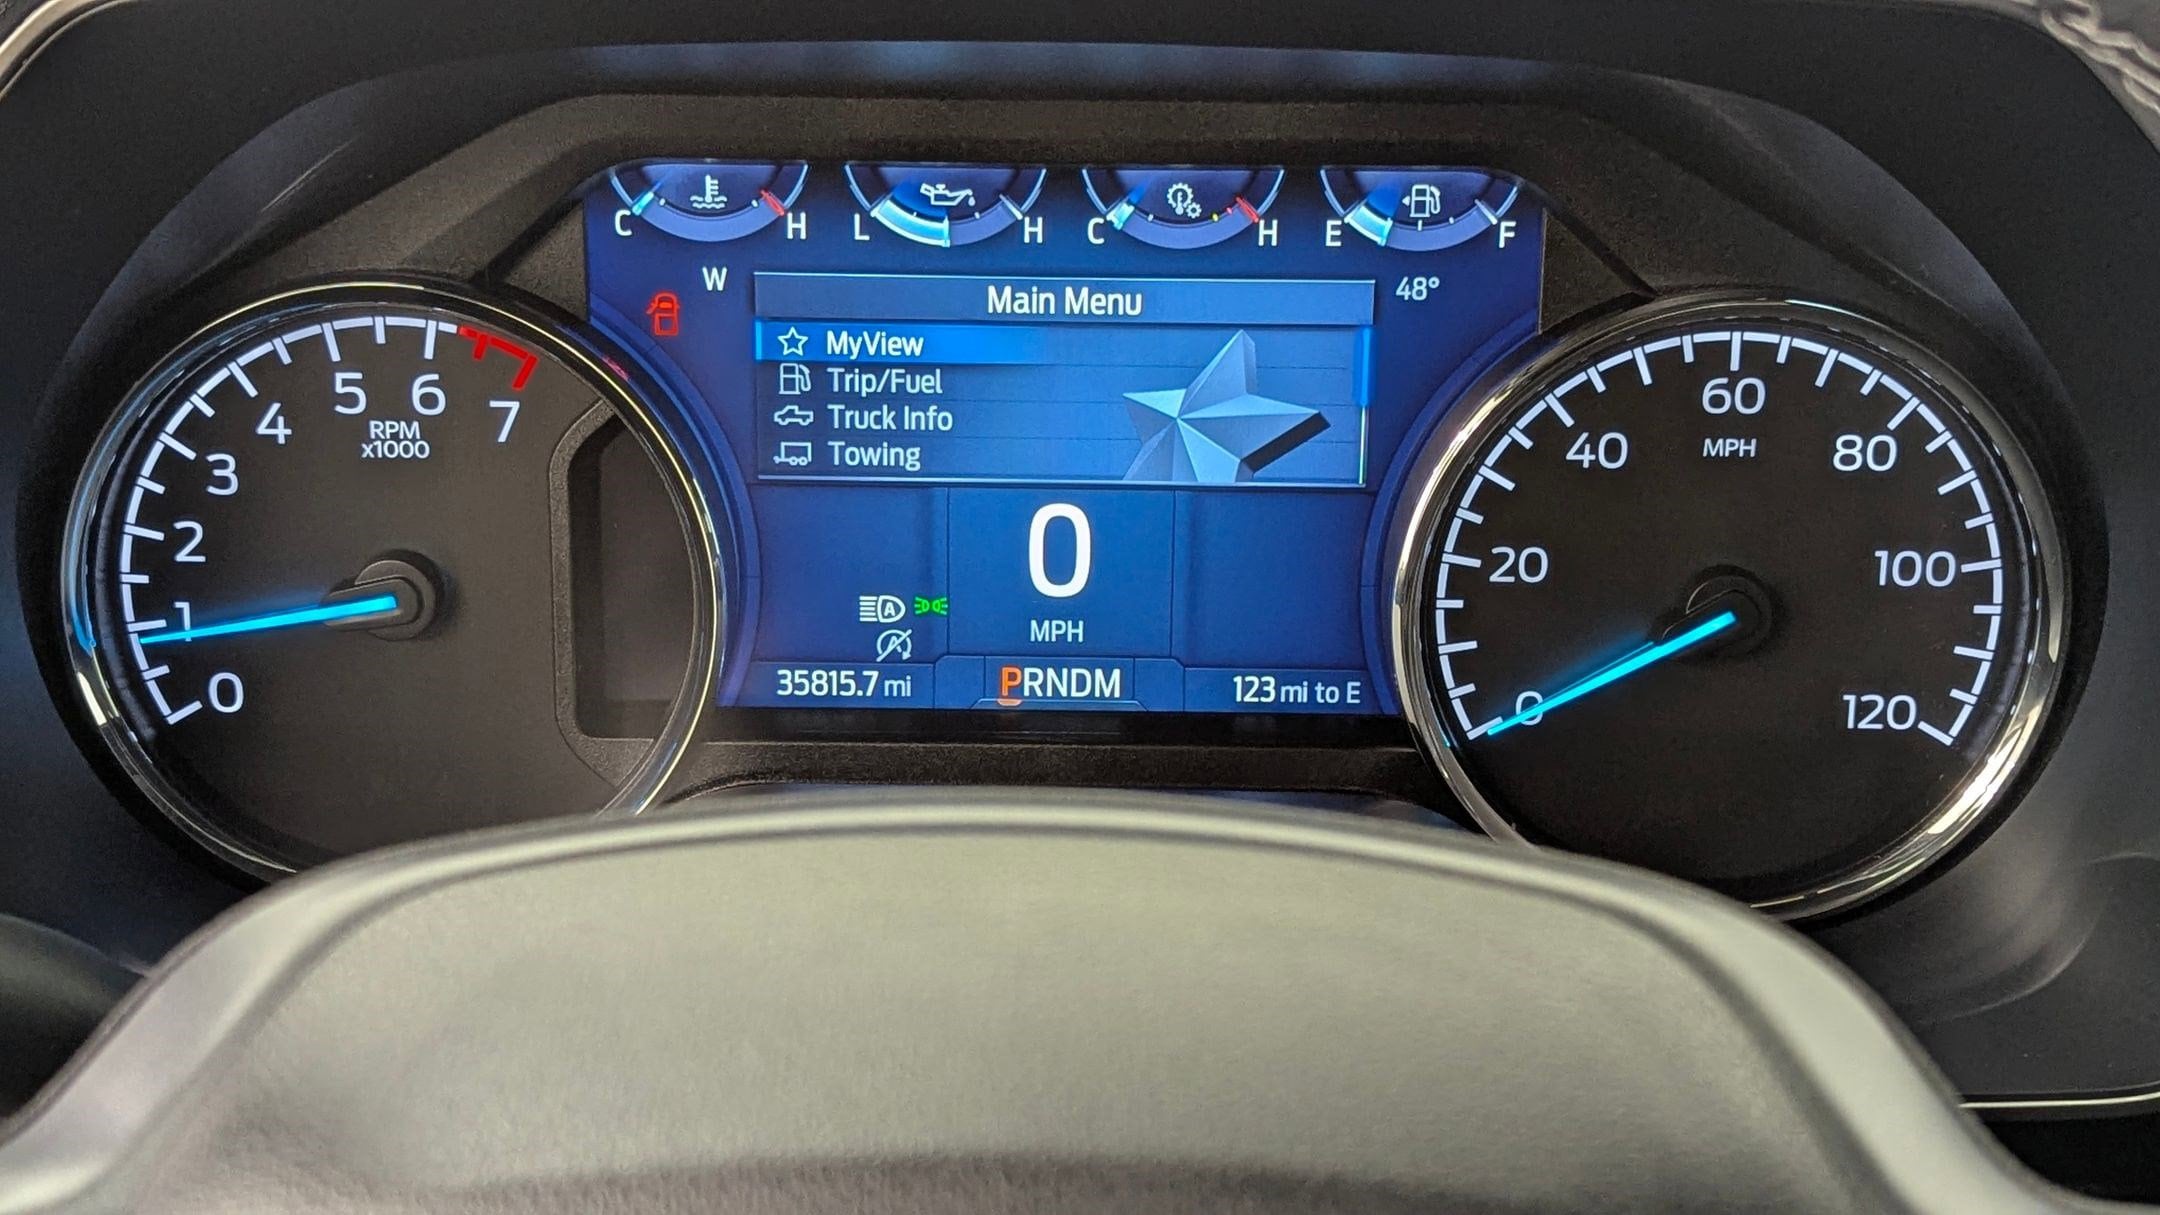 C H
L H
C H
E F
W
48°
Main Menu
MyView
Trip/Fuel
Truck Info
Towing
0
MPH
A
A
35815.7 mi
PRNDM
123 mi to E
0
1
2
3
4
5
6
7
RPM
x1000
0
20
40
60
80
100
120
MPH